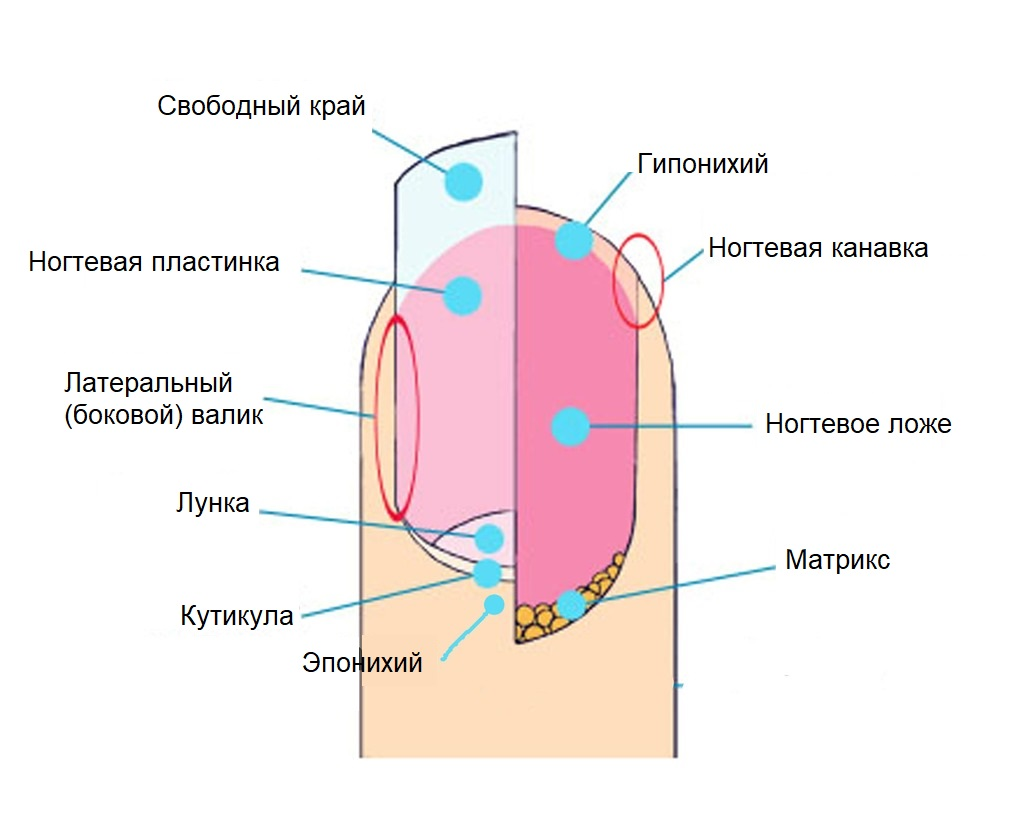 Свободный край
Гипонихий
Ногтевая канавка
Ногтевая пластинка
Латеральный
(боковой) валик
Ногтевое ложе
Лунка
Матрикс
Кутикула
Эпонихий